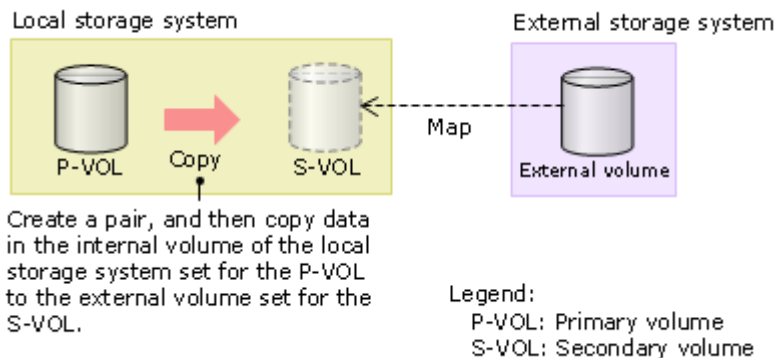 Local storage system
External storage system
P-VOL
Copy
S-VOL
Map
External volume
Create a pair, and then copy data
in the internal volume of the local
storage system set for the P-VOL
to the external volume set for the
S-VOL.
Legend:
P-VOL: Primary volume
S-VOL: Secondary volume